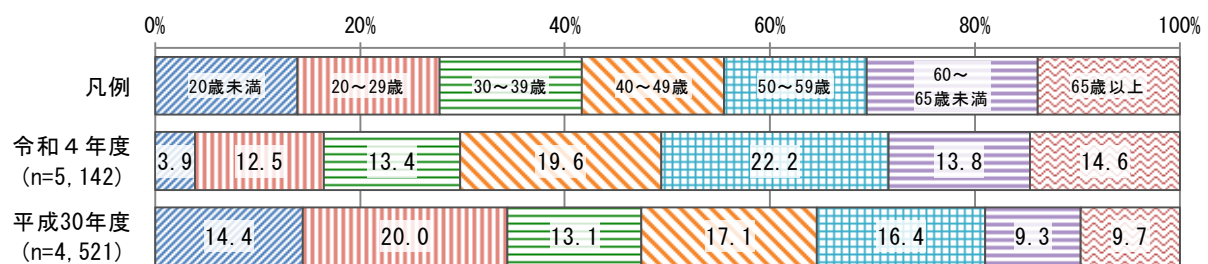 0% 20% 40% 60% 80% 100%
凡例 20歳未満 20～29歳 30～39歳 40～49歳 50～59歳 60～65歳未満 65歳以上
令和４年度
(n=5,142)
3.9 12.5 13.4 19.6 22.2 13.8 14.6
平成30年度
(n=4,521)
14.4 20.0 13.1 17.1 16.4 9.3 9.7